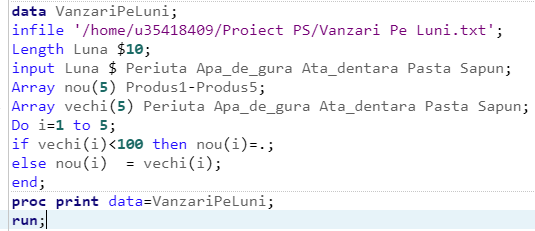 data VanzariPeLuni;
infile '/home/u35418409/Proiect PS/Vanzari Pe Luni.txt';
Length Luna $10;
input Luna $ Periuta Apa_de_gura Ata_dentara Pasta Sapun;
Array nou(5) Produs1-Produs5;
Array vechi(5) Periuta Apa_de_gura Ata_dentara Pasta Sapun;
Do i=1 to 5;
if vechi(i)<100 then nou(i)=.;
else nou(i)  = vechi(i);
end;
proc print data=VanzariPeLuni;
run;